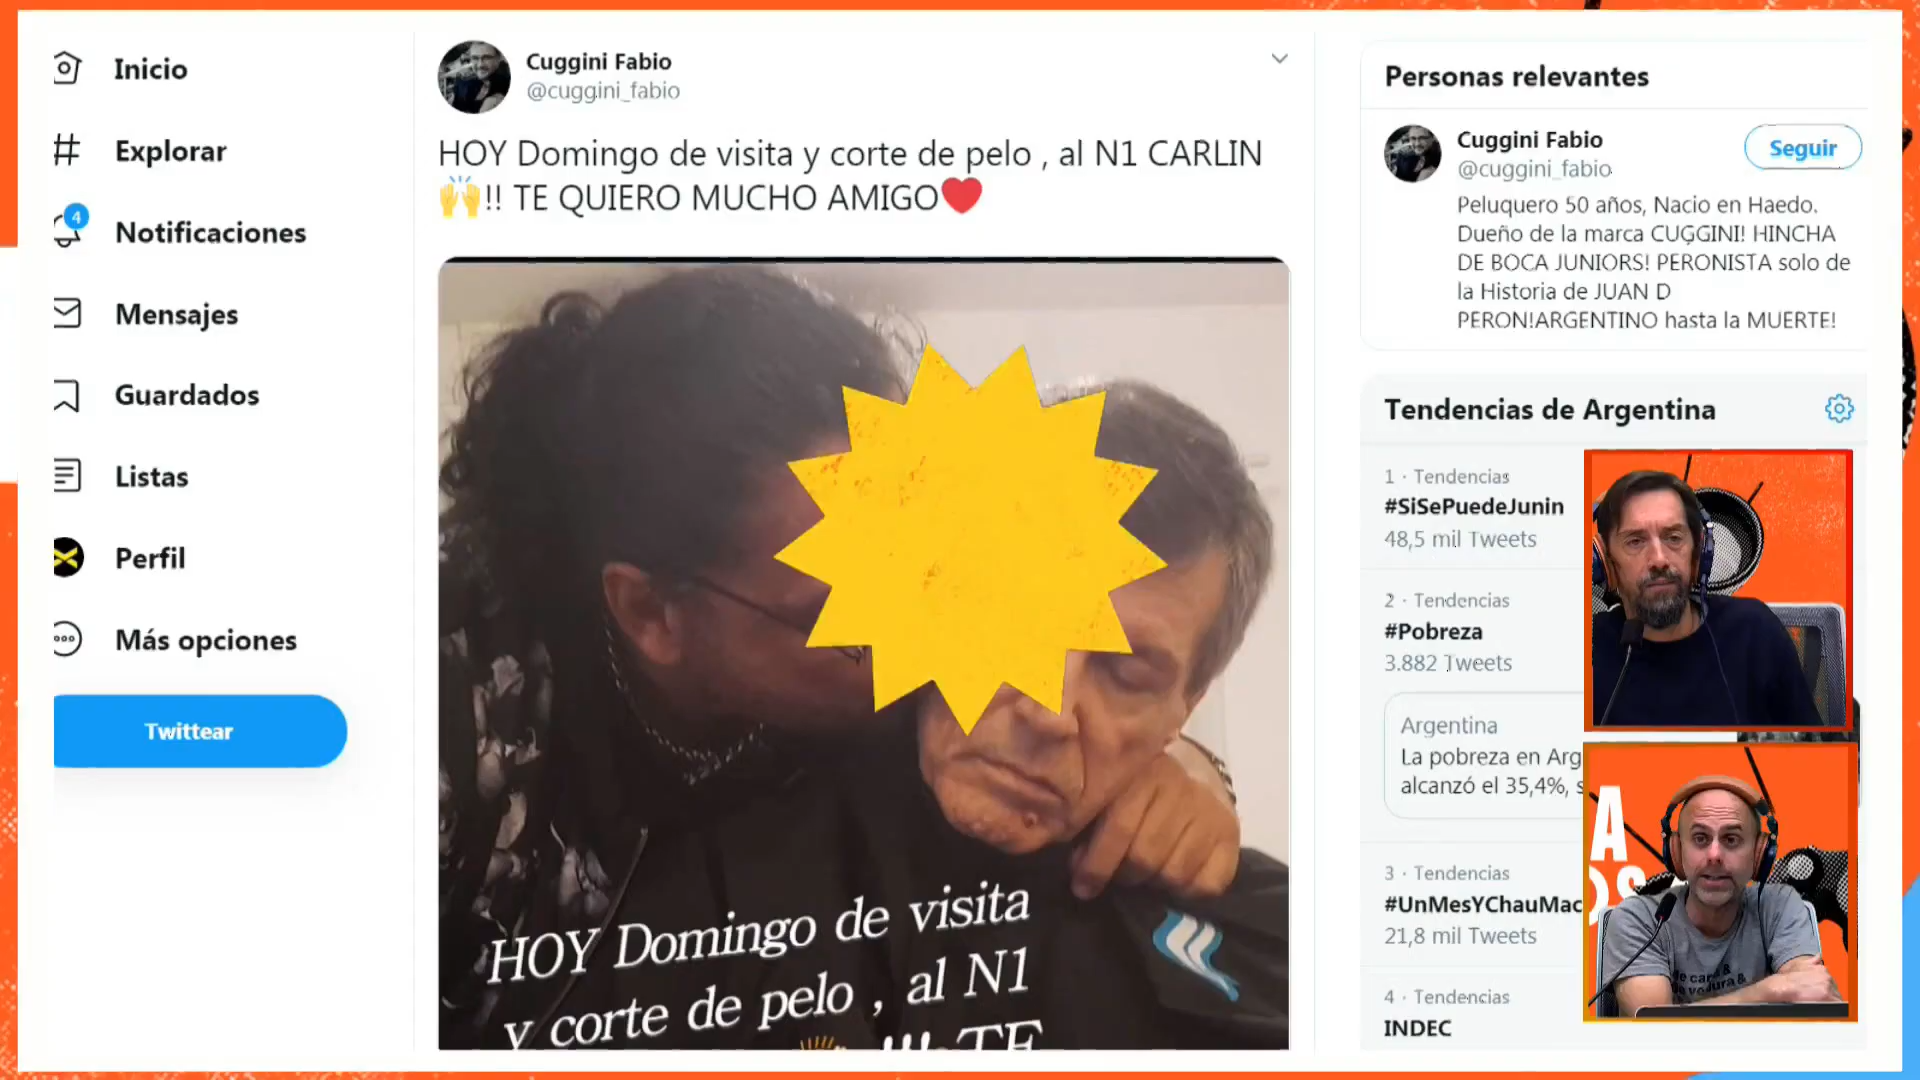 Inicio
Explorar
4
Notificaciones
Mensajes
Guardados
Listas
Perfil
Más opciones
Twittear
Cuggini Fabio
@cuggini_fabio
HOY Domingo de visita y corte de pelo , al N1 CARLIN
🙌!! TE QUIERO MUCHO AMIGO❤️
HOY Domingo de visita
y corte de pelo , al N1
!!! TE
Personas relevantes
Cuggini Fabio
@cuggini_fabio
Seguir
Peluquero 50 años, Nacio en Haedo.
Dueño de la marca CUGGINI! HINCHA
DE BOCA JUNIORS! PERONISTA solo de
la Historia de JUAN D
PERON!ARGENTINO hasta la MUERTE!
Tendencias de Argentina
1 · Tendencias
#SiSePuedeJunin
48,5 mil Tweets
2 · Tendencias
#Pobreza
3.882 Tweets
Argentina
La pobreza en Arg
alcanzó el 35,4%, s
3 · Tendencias
#UnMesYChauMac
21,8 mil Tweets
4 · Tendencias
INDEC